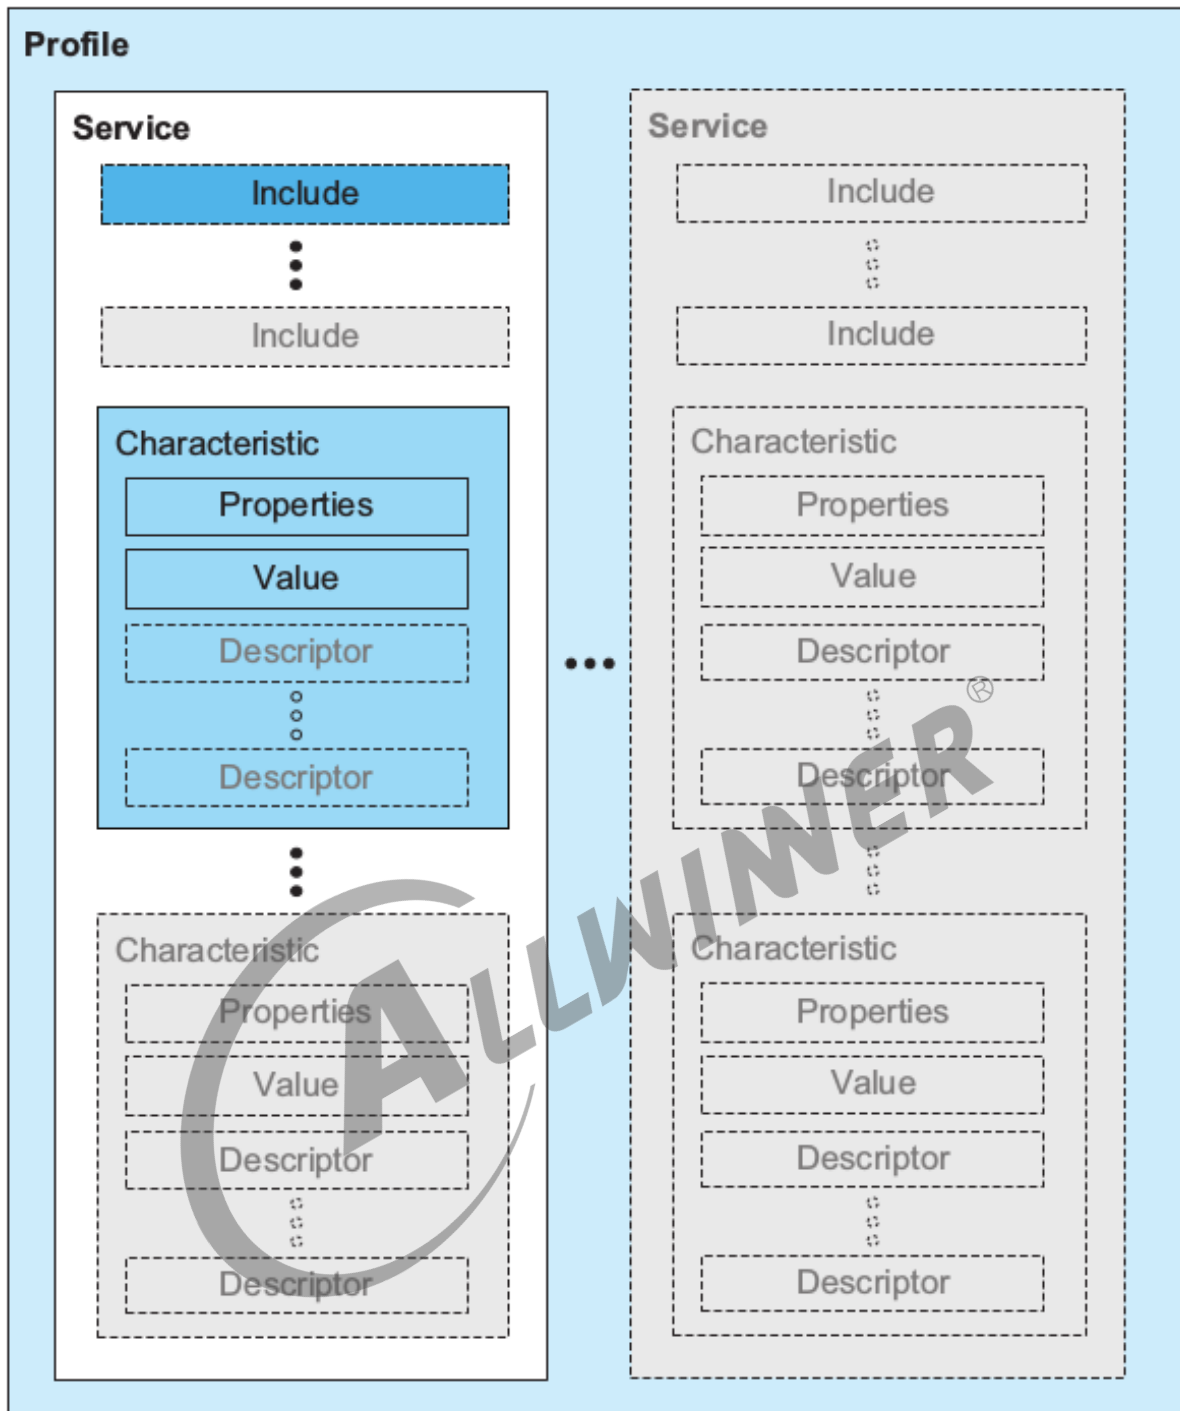 Profile
Service
Include
Include
Characteristic
Properties
Value
Descriptor
Descriptor
Characteristic
Properties
Value
Descriptor
Descriptor
Service
Include
Include
Characteristic
Properties
Value
Descriptor
Descriptor
Characteristic
Properties
Value
Descriptor
Descriptor
ALLWINNER®